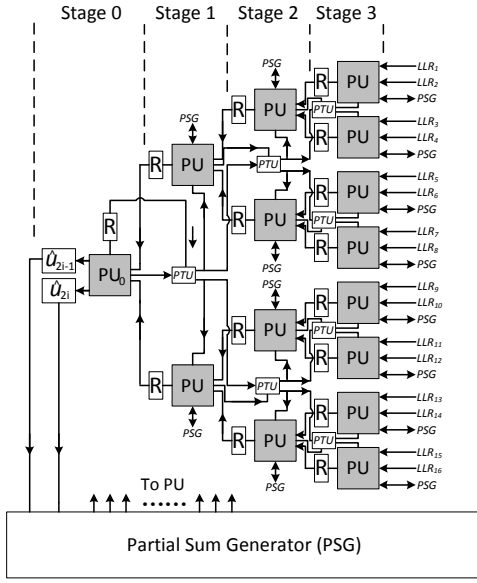 Stage 0 Stage 1 Stage 2 Stage 3
LLR1
PSG R PU LLR2
R PU PTU PSG
LLR3
PSG R PU LLR4
PSG
R PU PTU
LLR5
R PU LLR6
R PU PTU PSG
R LLR7
PSG R PU LLR8
PSG
û2i-1 PU0 PTU
û2i
PSG R PU LLR9
LLR10
R PU PTU PSG
LLR11
R PU LLR12
PSG
R PU PTU
PSG LLR13
R PU LLR14
R PU PTU PSG
LLR15
PSG R PU LLR16
PSG
To PU
......
Partial Sum Generator (PSG)